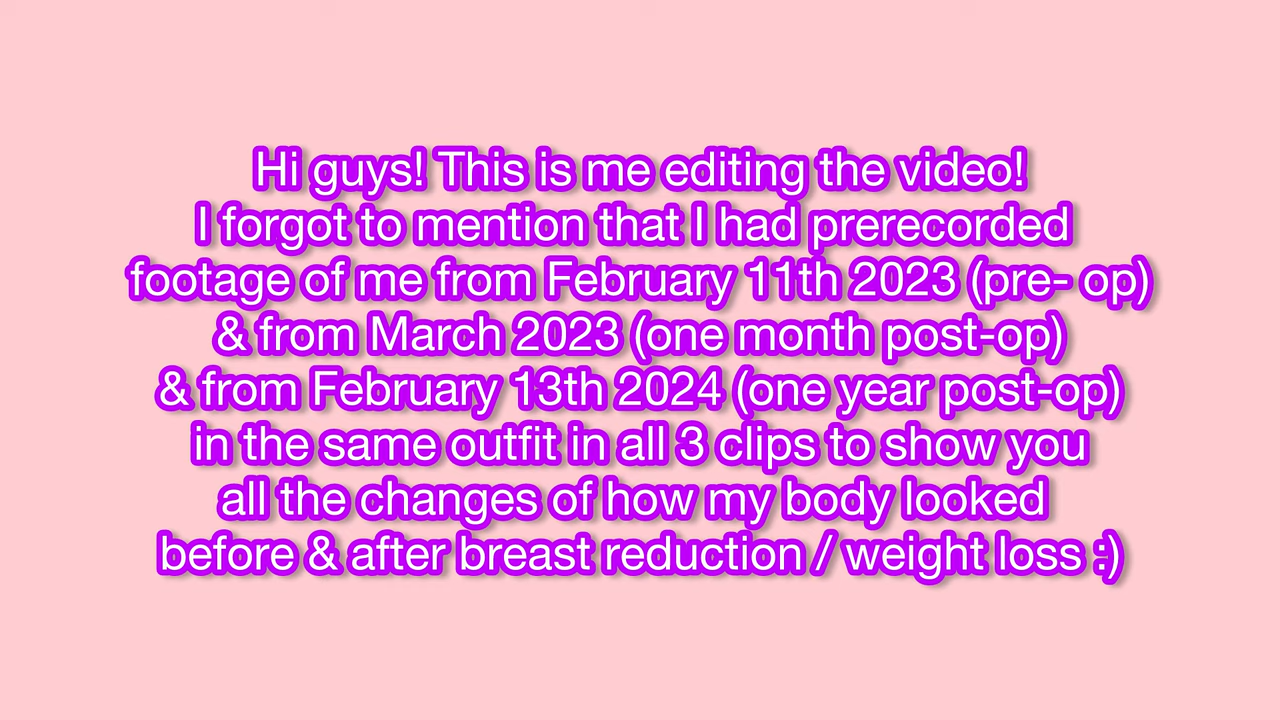 Hi guys! This is me editing the video!
I forgot to mention that I had prerecorded
footage of me from February 11th 2023 (pre- op)
& from March 2023 (one month post-op)
& from February 13th 2024 (one year post-op)
in the same outfit in all 3 clips to show you
all the changes of how my body looked
before & after breast reduction / weight loss :)